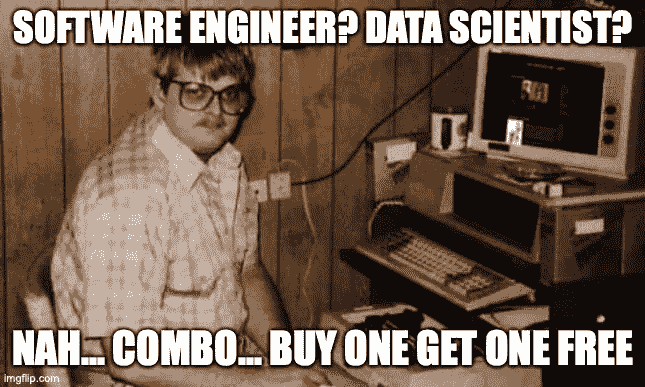 SOFTWARE ENGINEER? DATA SCIENTIST?
NAH... COMBO... BUY ONE GET ONE FREE
imgflip.com